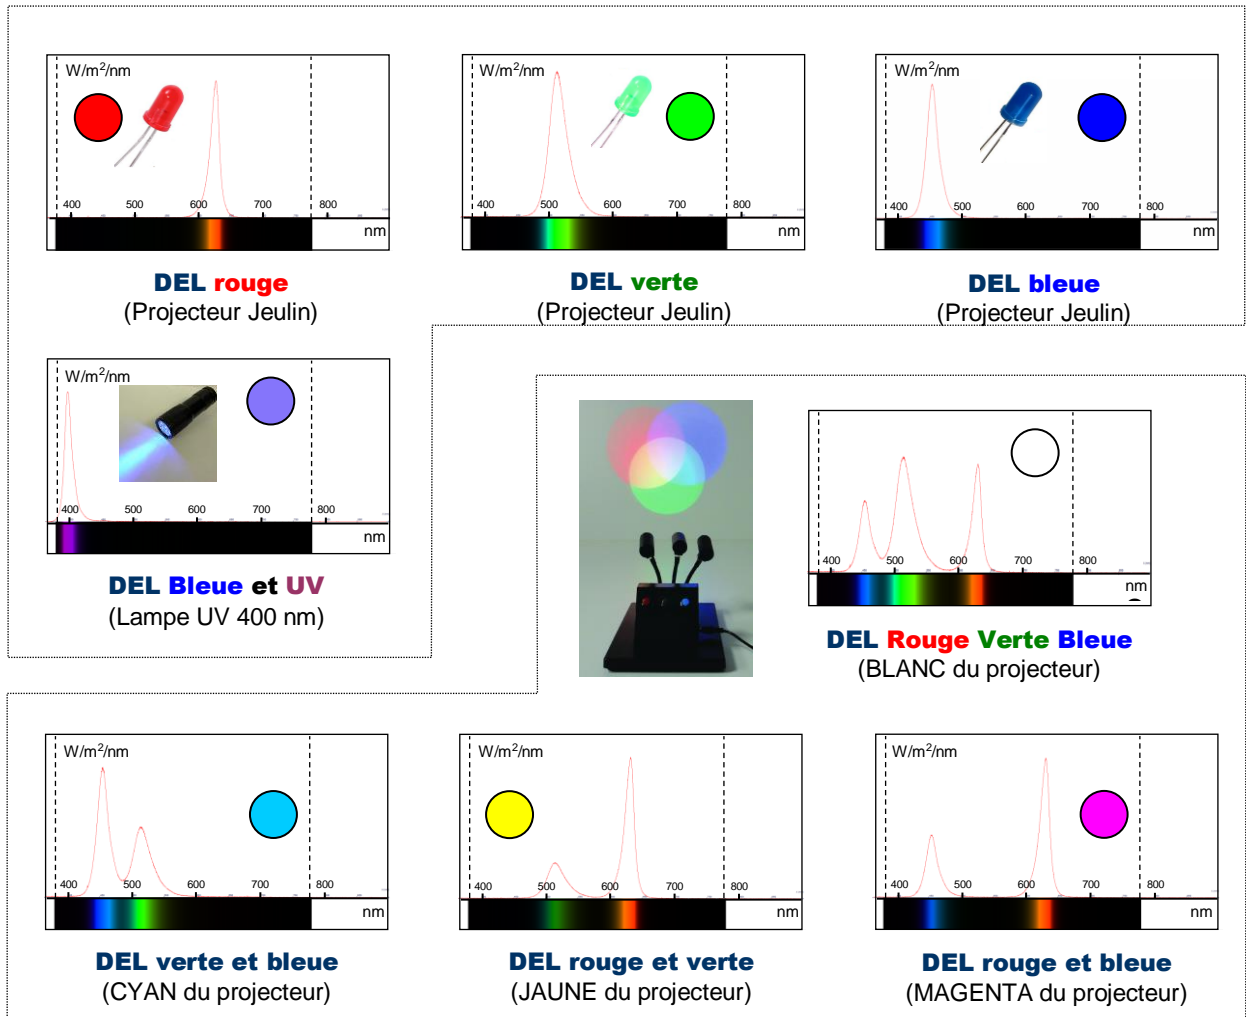 W/m²/nm
400 500 600 700 800
nm
DEL rouge
(Projecteur Jeulin)
W/m²/nm
400 500 600 700 800
nm
DEL verte
(Projecteur Jeulin)
W/m²/nm
400 500 600 700 800
nm
DEL bleue
(Projecteur Jeulin)
W/m²/nm
400 500 600 700 800
nm
DEL Bleue et UV
(Lampe UV 400 nm)
400 500 600 700 800
nm
DEL Rouge Verte Bleue
(BLANC du projecteur)
W/m²/nm
400 500 600 700 800
nm
DEL verte et bleue
(CYAN du projecteur)
W/m²/nm
400 500 600 700 800
nm
DEL rouge et verte
(JAUNE du projecteur)
W/m²/nm
400 500 600 700 800
nm
DEL rouge et bleue
(MAGENTA du projecteur)